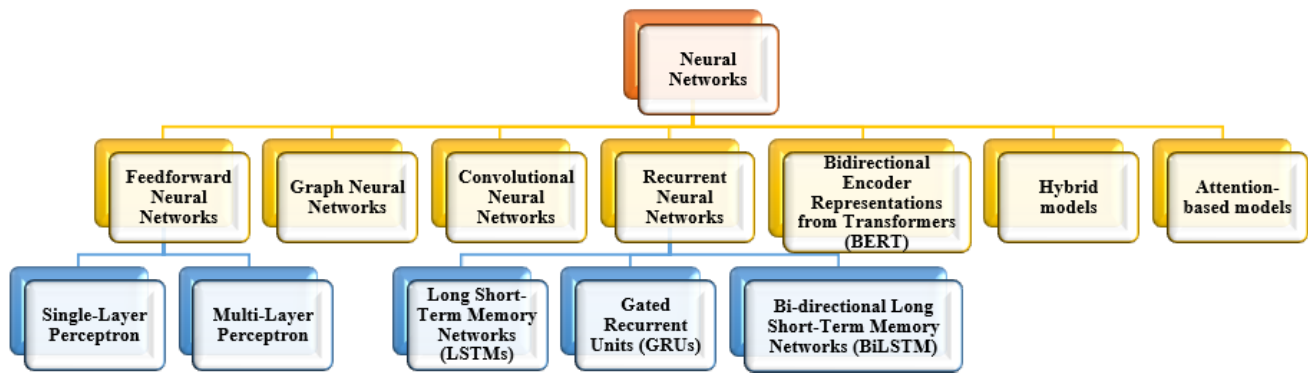 Neural
Networks
Feedforward
Neural
Networks
Graph Neural
Networks
Convolutional
Neural
Networks
Recurrent
Neural
Networks
Bidirectional
Encoder
Representations
from Transformers
(BERT)
Hybrid
models
Attention-
based models
Single-Layer
Perceptron
Multi-Layer
Perceptron
Long Short-
Term Memory
Networks
(LSTMs)
Gated
Recurrent
Units (GRUs)
Bi-directional Long
Short-Term Memory
Networks (BiLSTM)